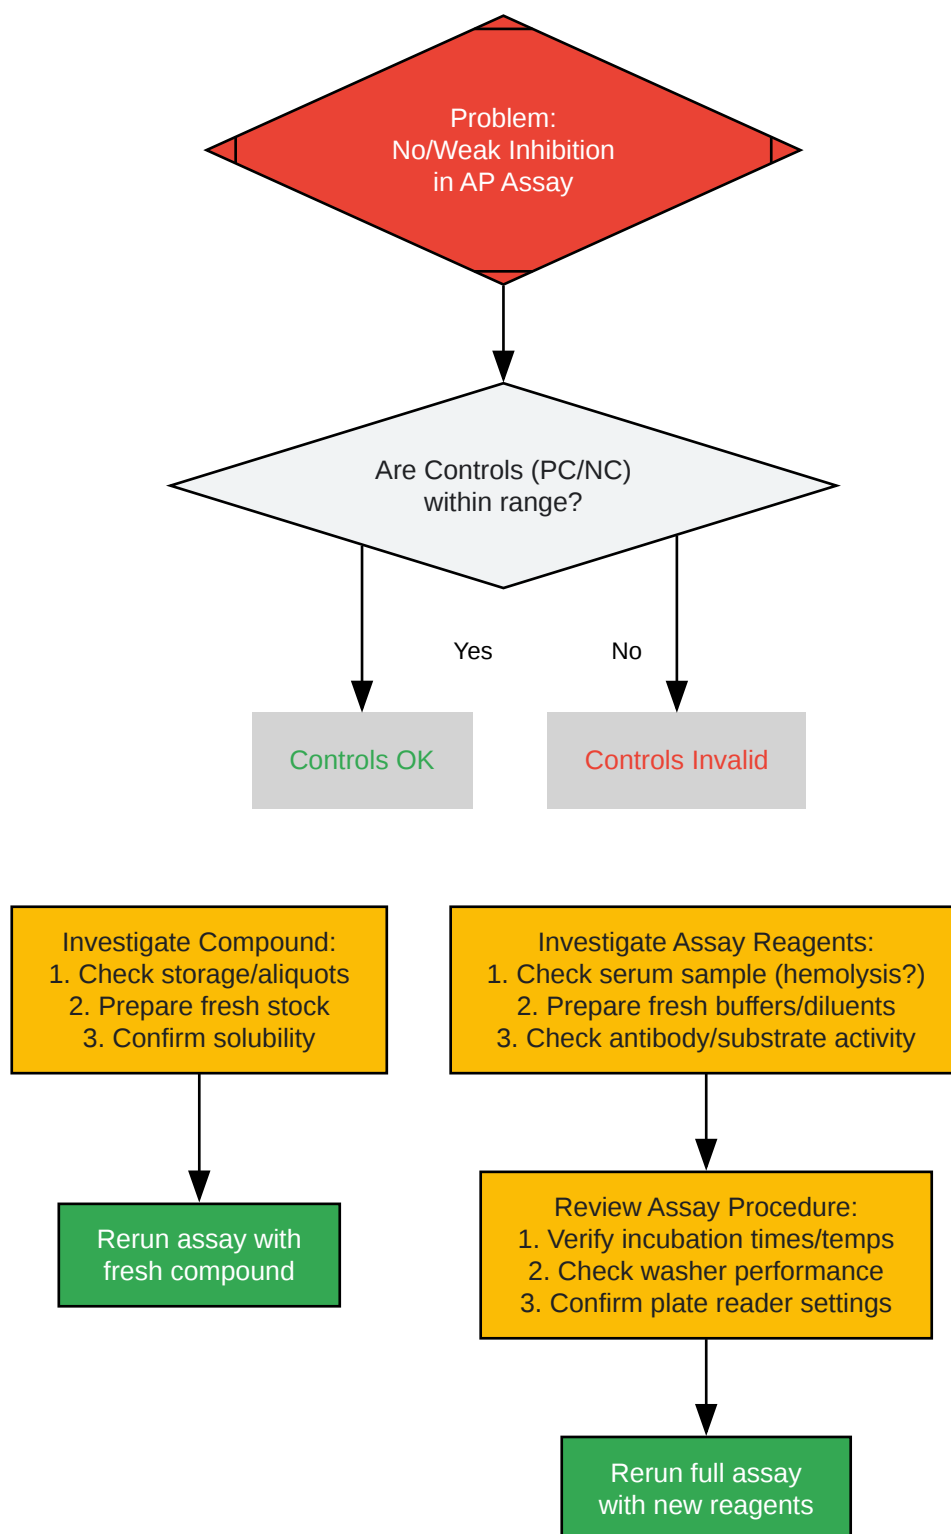 Problem:
No/Weak Inhibition
in AP Assay
Are Controls (PC/NC)
within range?
Yes
No
Controls OK
Controls Invalid
Investigate Compound:
1. Check storage/aliquots
2. Prepare fresh stock
3. Confirm solubility
Investigate Assay Reagents:
1. Check serum sample (hemolysis?)
2. Prepare fresh buffers/diluents
3. Check antibody/substrate activity
Rerun assay with
fresh compound
Review Assay Procedure:
1. Verify incubation times/temps
2. Check washer performance
3. Confirm plate reader settings
Rerun full assay
with new reagents